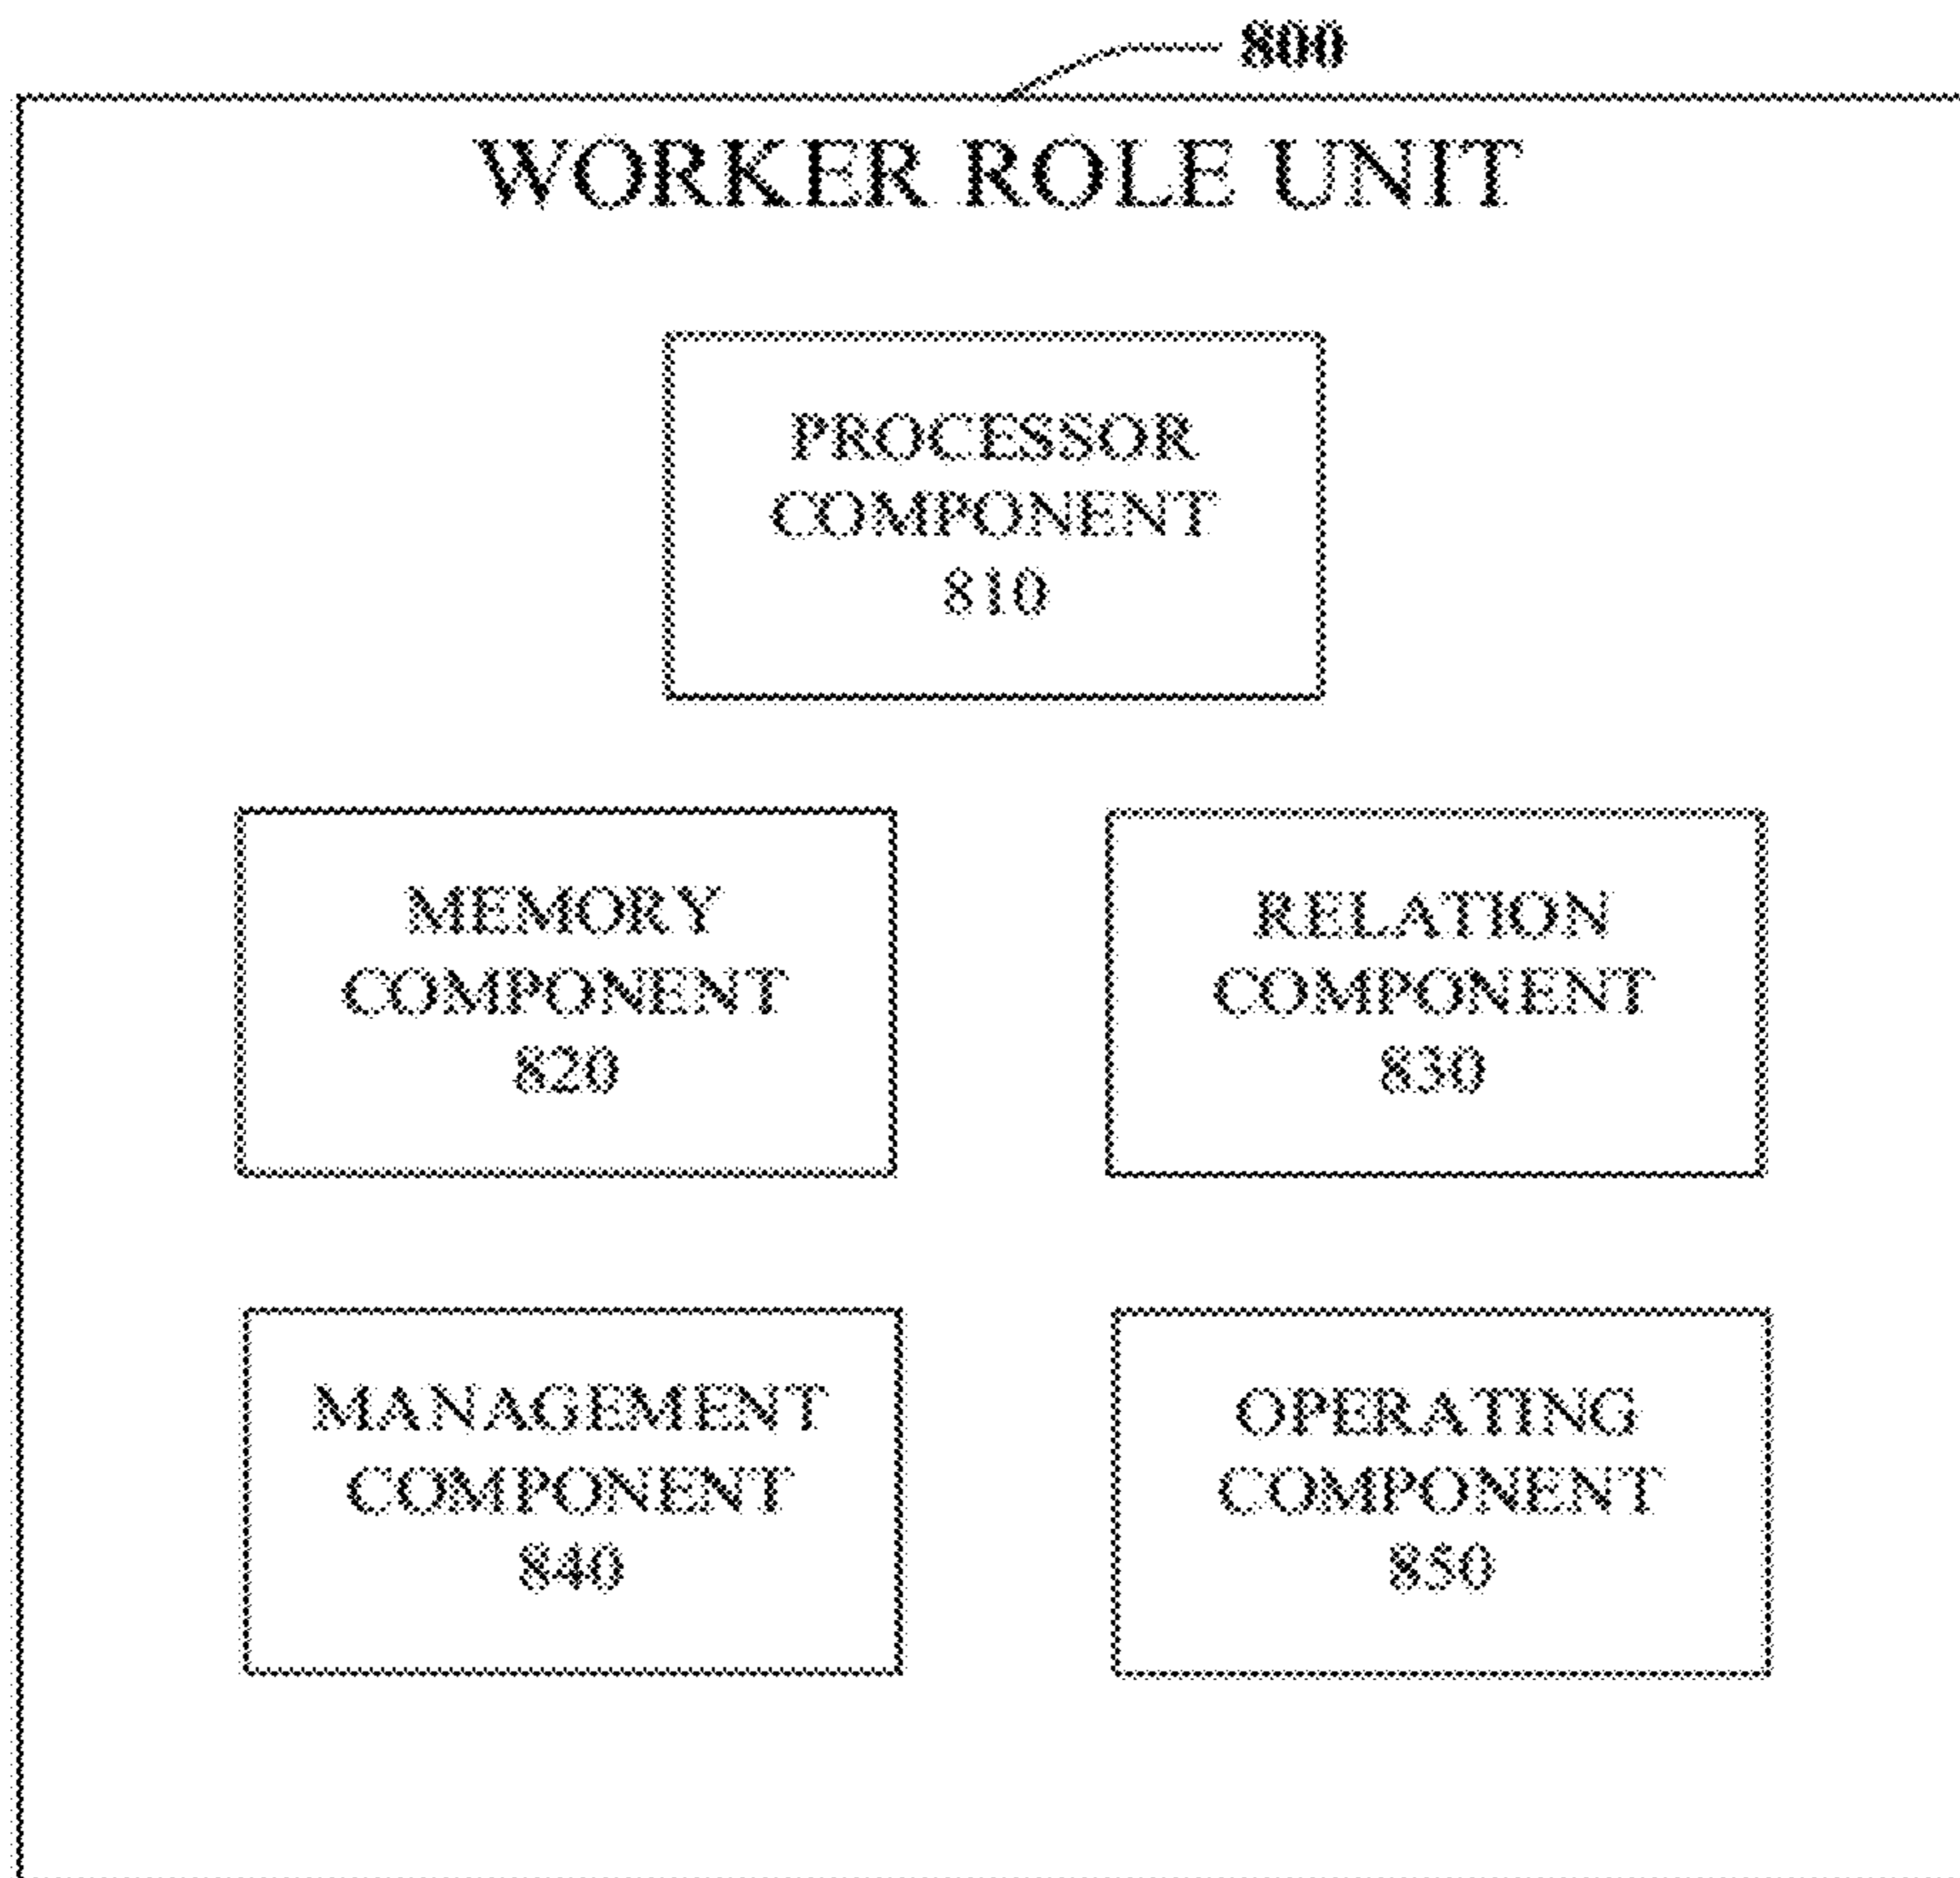 800
WORKER ROLE UNIT
PROCESSOR
COMPONENT
810
MEMORY
COMPONENT
820
RELATION
COMPONENT
830
MANAGEMENT
COMPONENT
840
OPERATING
COMPONENT
850